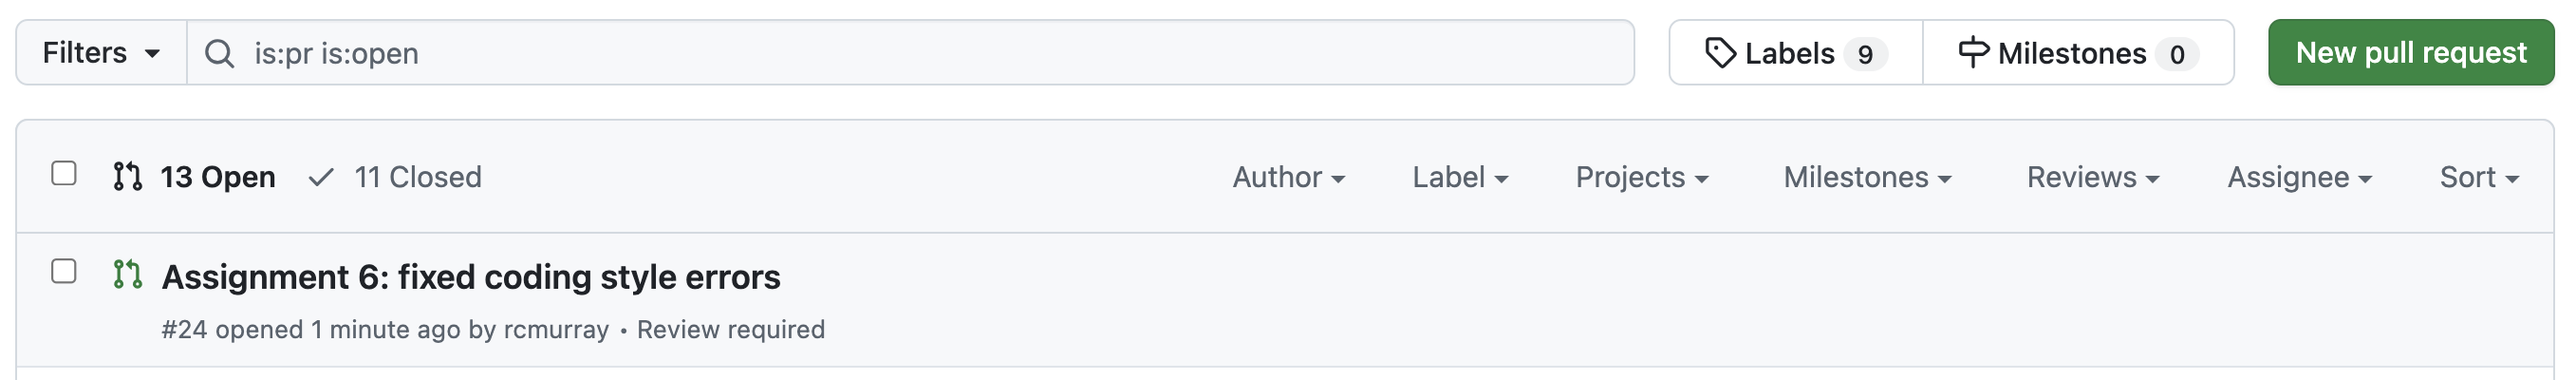 Filters is:pr is:open Labels 9 Milestones 0 New pull request
13 Open 11 Closed Author Label Projects Milestones Reviews Assignee Sort
Assignment 6: fixed coding style errors
#24 opened 1 minute ago by rcmurray • Review required